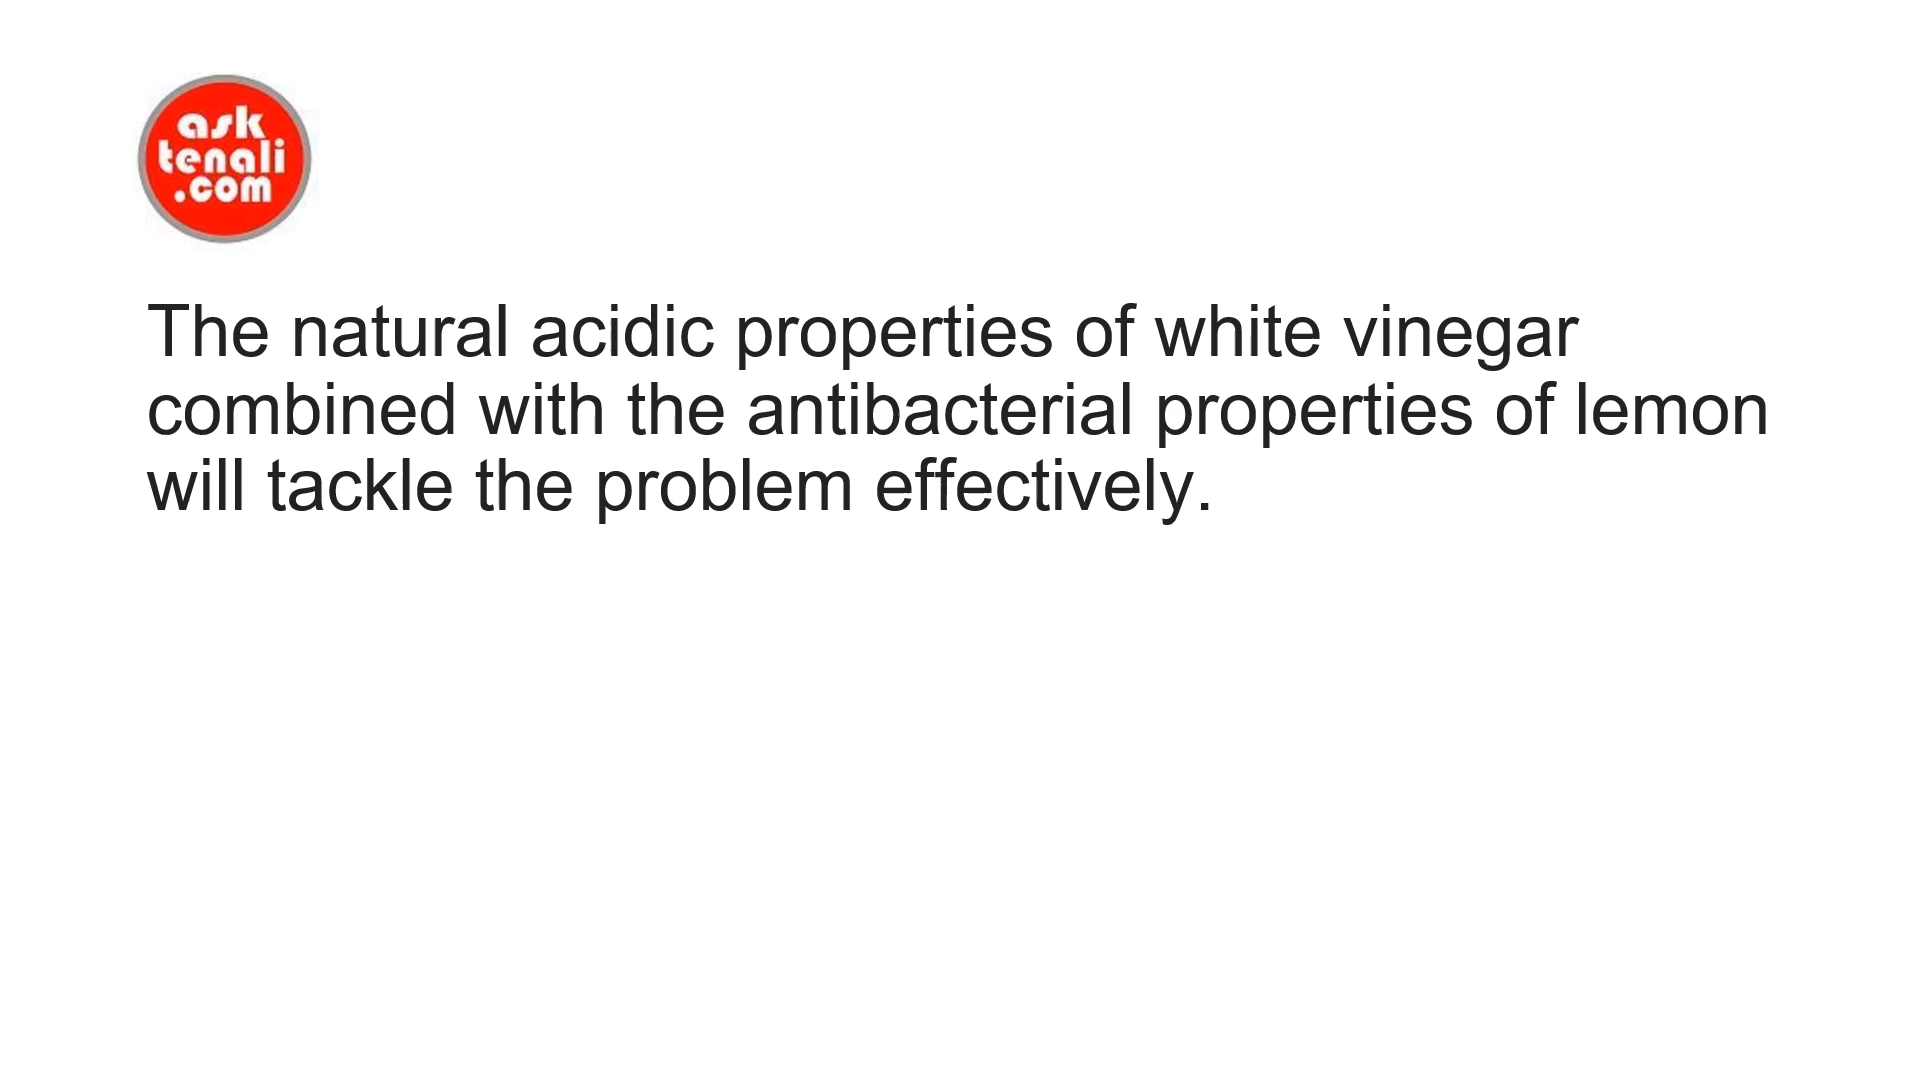 ask
tenali
.com
The natural acidic properties of white vinegar
combined with the antibacterial properties of lemon
will tackle the problem effectively.